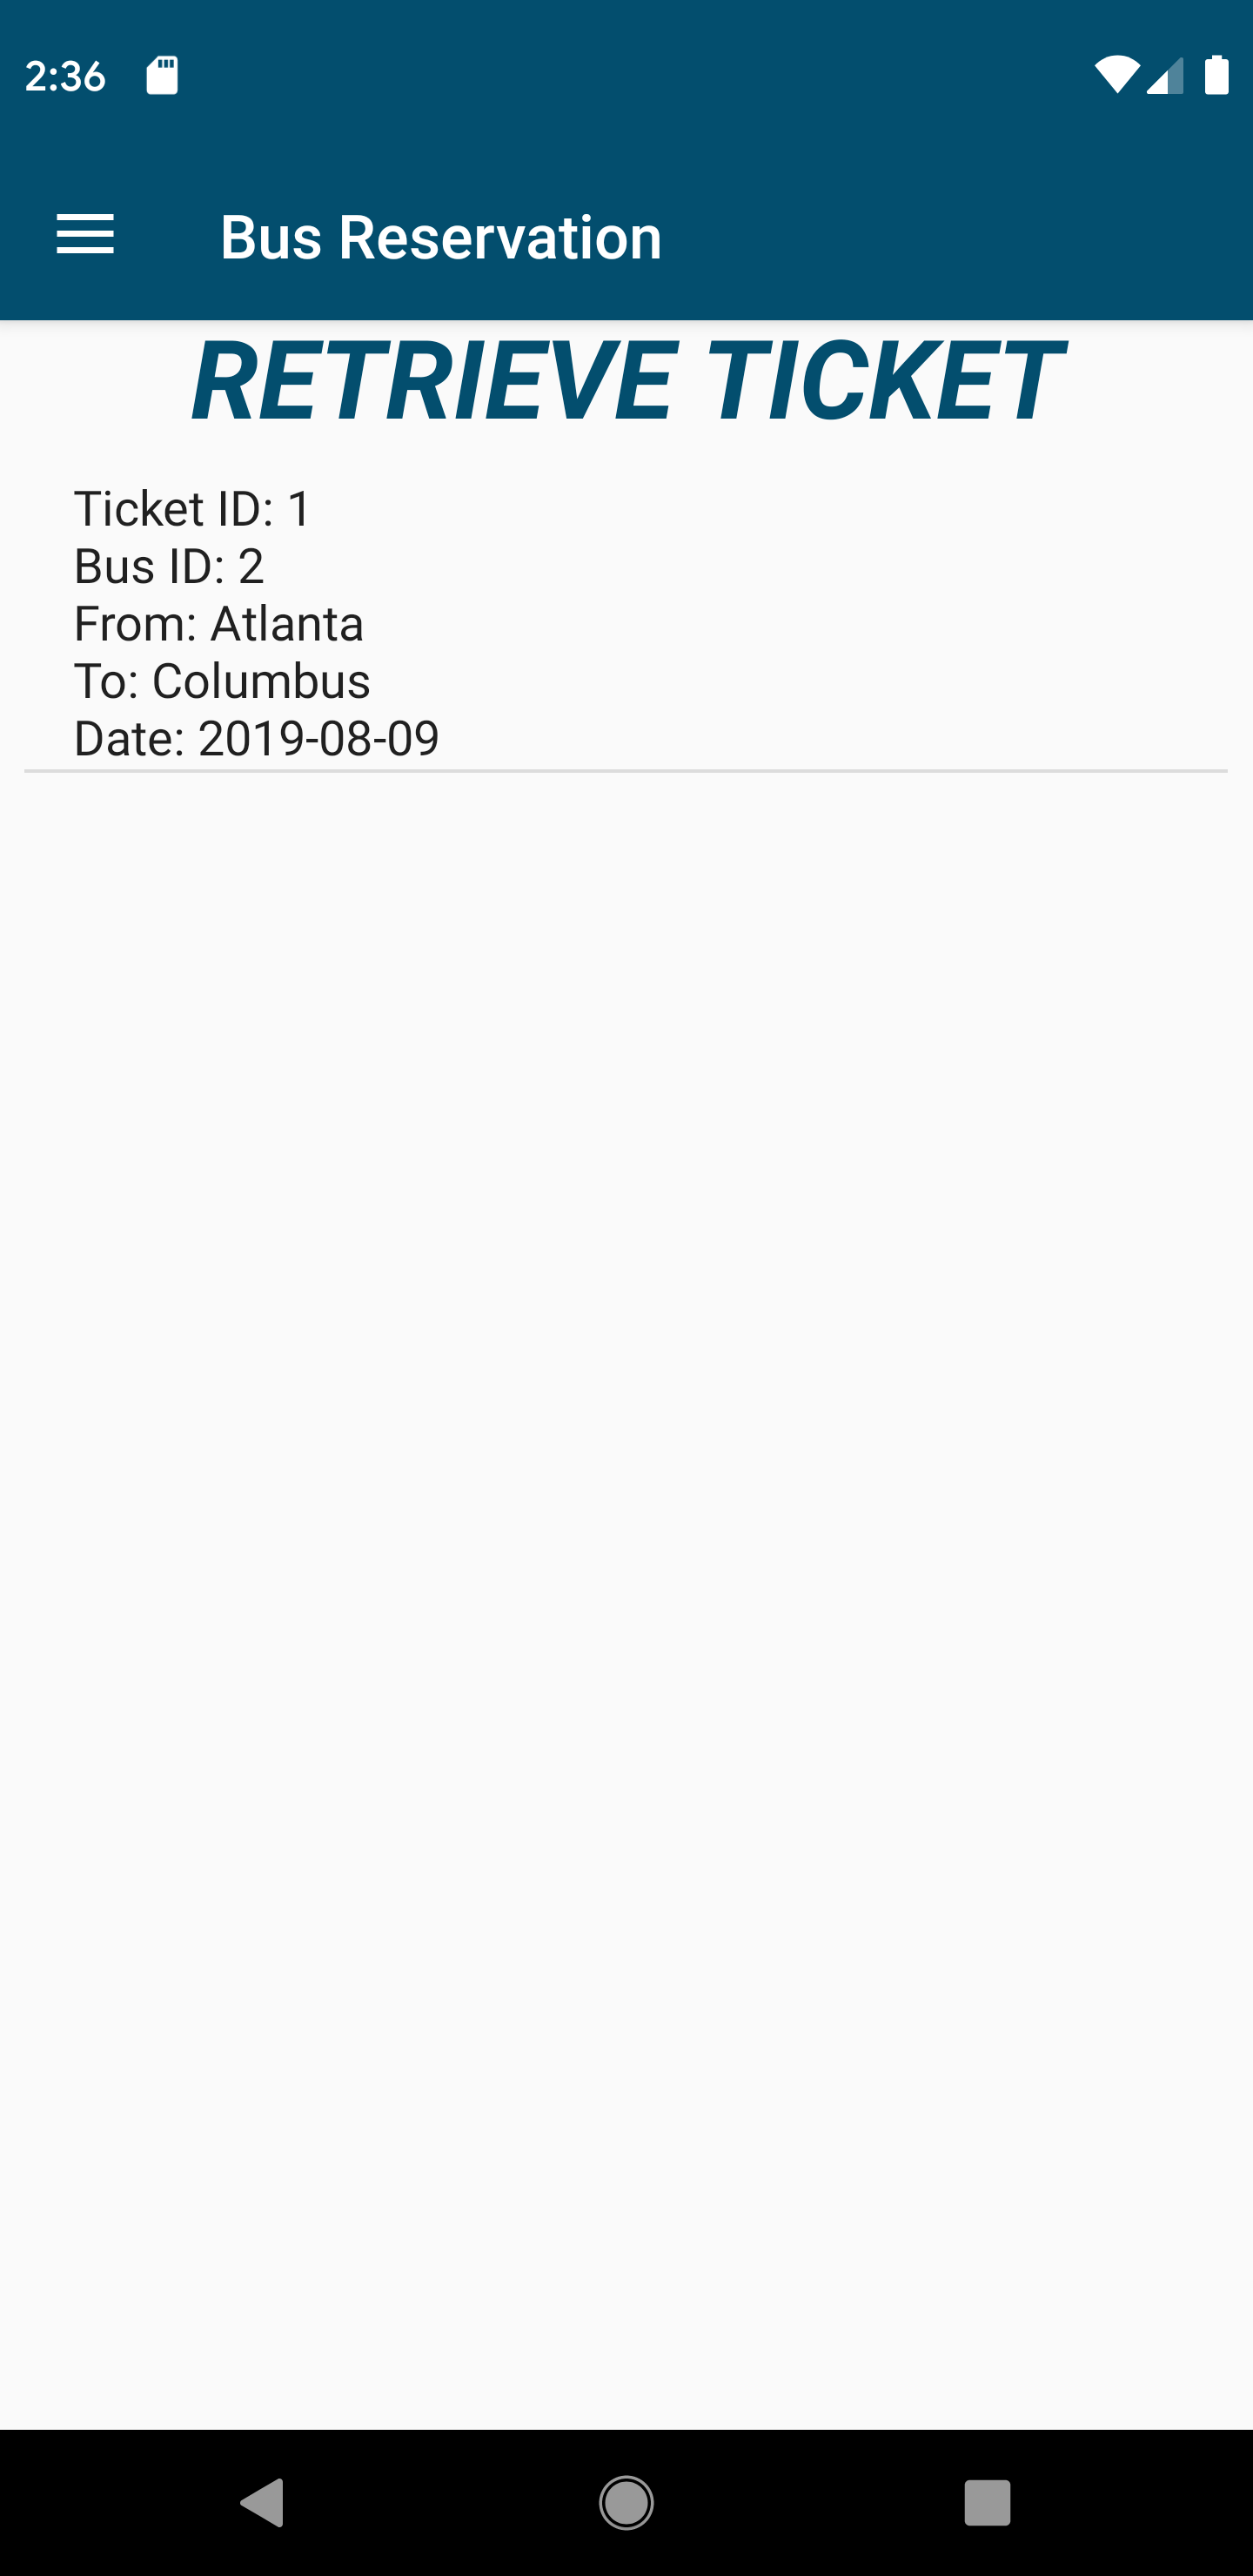 2:36
Bus Reservation
RETRIEVE TICKET
Ticket ID: 1
Bus ID: 2
From: Atlanta
To: Columbus
Date: 2019-08-09